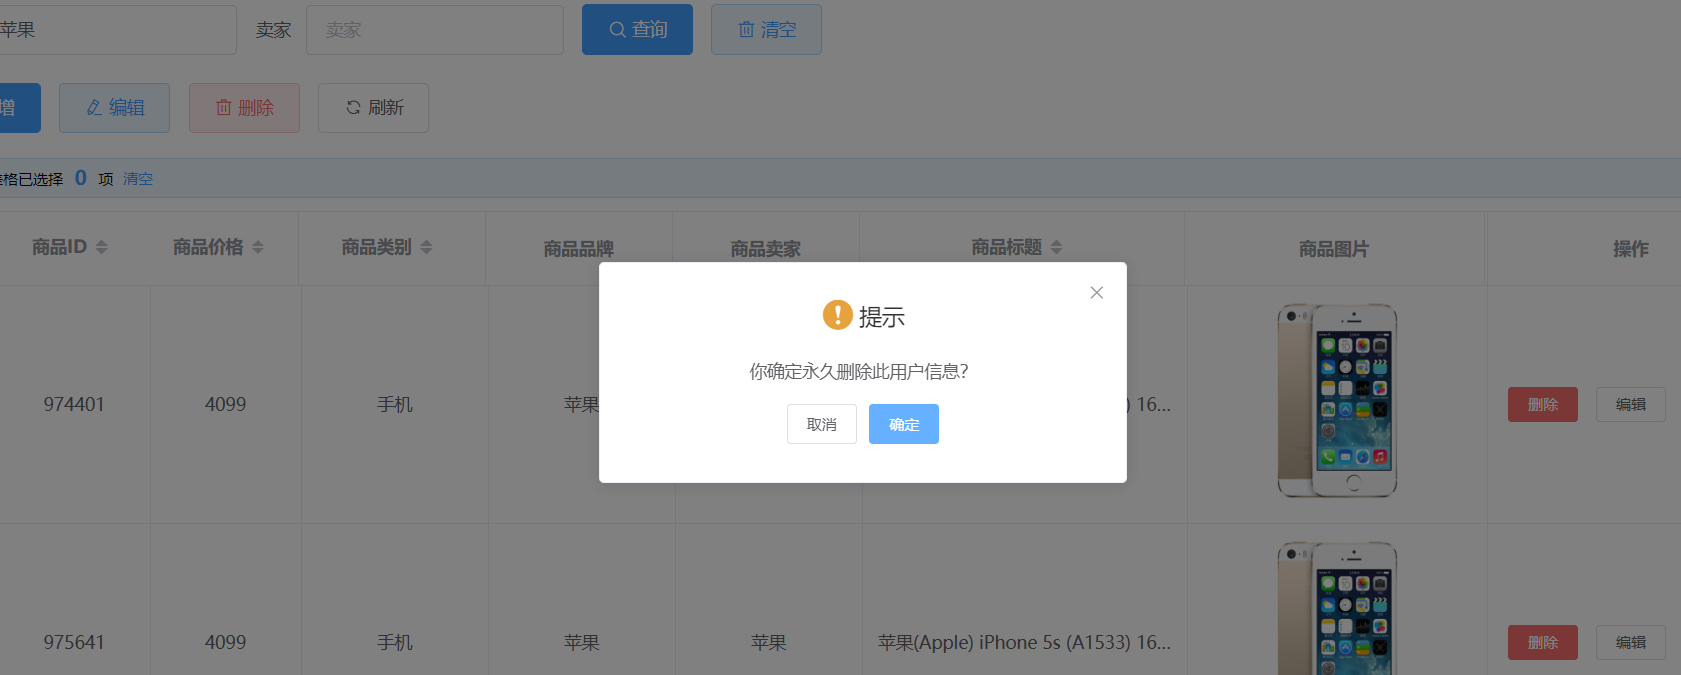 苹果 卖家 卖家 查询 清空
增 编辑 删除 刷新
格已选择 0 项 清空
商品ID 商品价格 商品类别 商品品牌 商品卖家 商品标题 商品图片 操作
提示
你确定永久删除此用户信息?
取消 确定
974401 4099 手机 苹果 ) 16... 删除 编辑
975641 4099 手机 苹果 苹果 苹果(Apple) iPhone 5s (A1533) 16... 删除 编辑